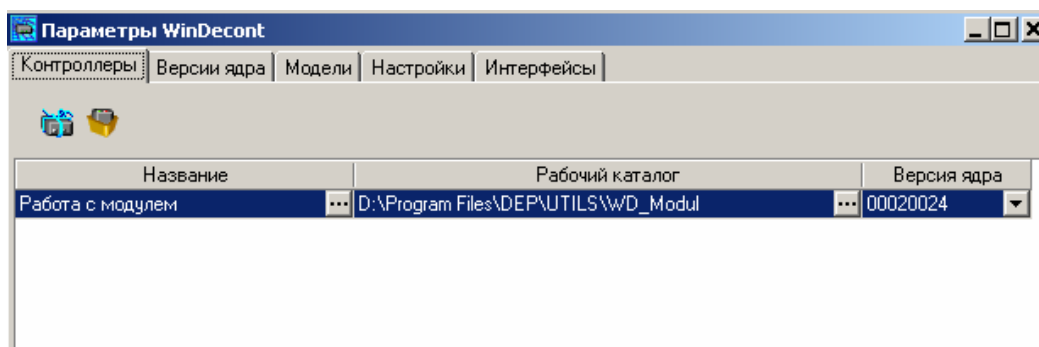 Параметры WinDecont
Контроллеры Версии ядра Модели Настройки Интерфейсы
Название Рабочий каталог Версия ядра
Работа с модулем ... D:\Program Files\DEP\UTILS\WD_Modul ... 00020024